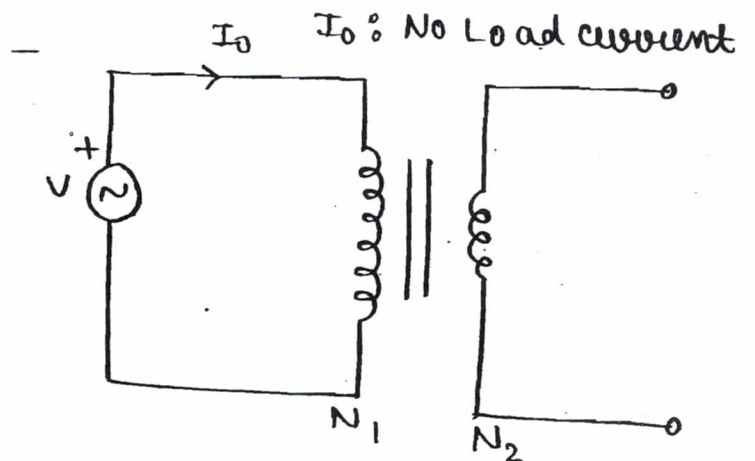 I₀ I₀ : No Load current
+
V
N₁
N₂